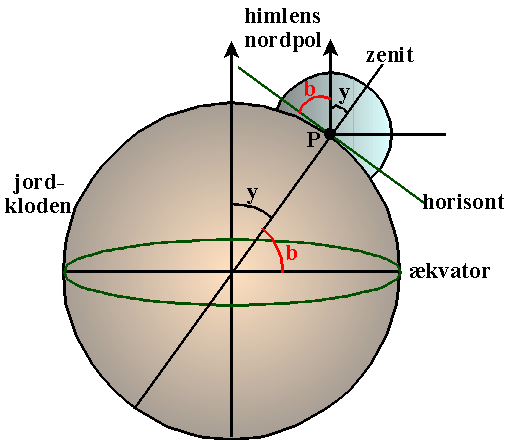 himlens
nordpol
zenit
b
y
P
jord-
kloden
horisont
y
b
ækvator